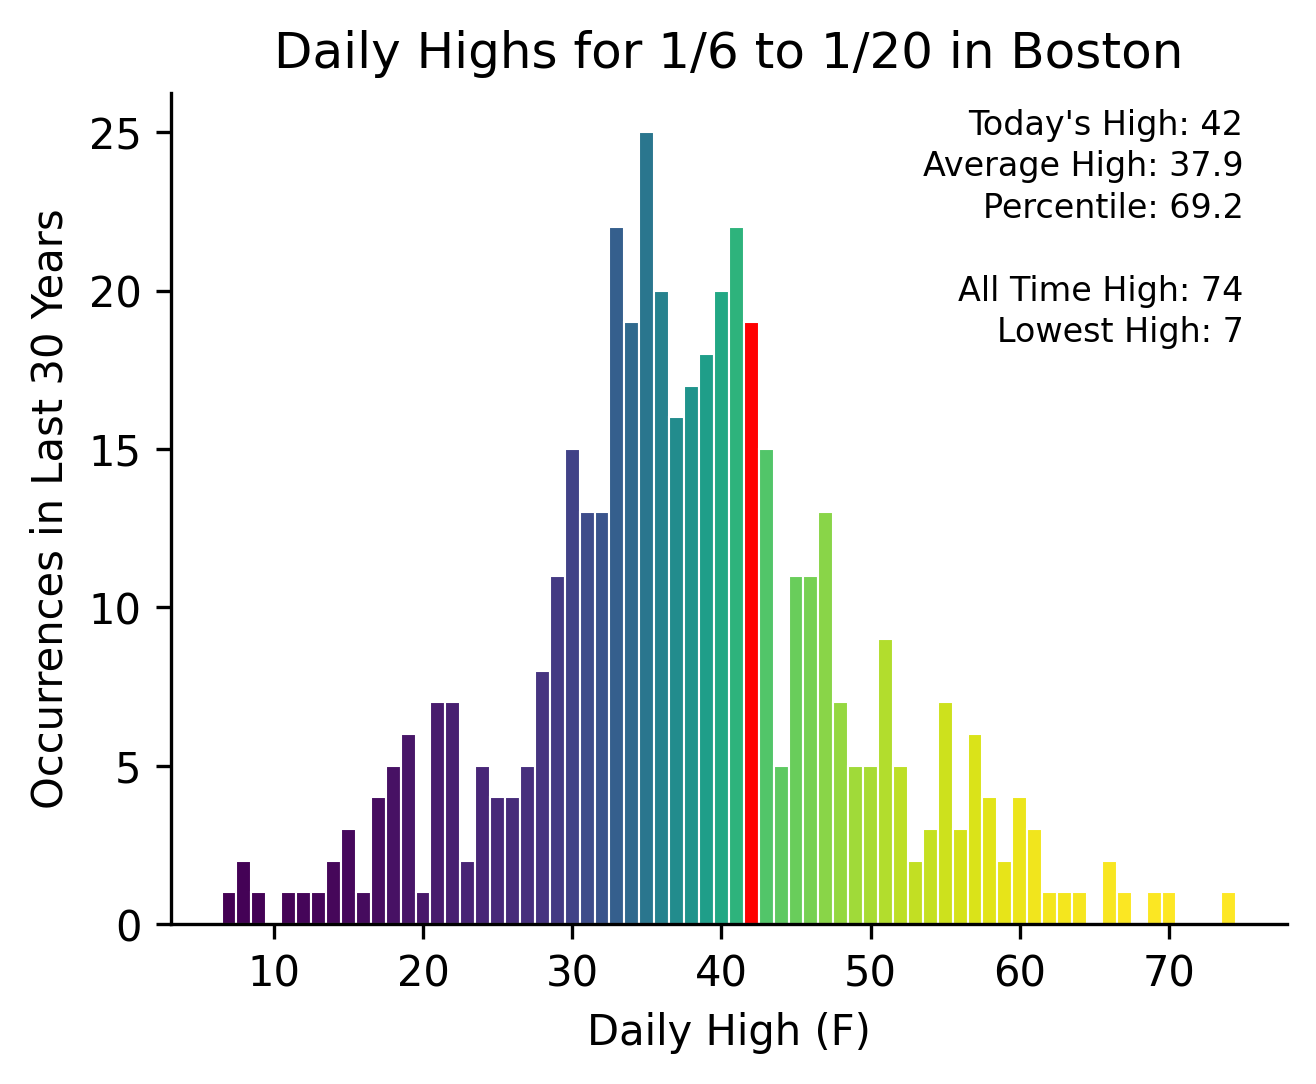 Daily Highs for 1/6 to 1/20 in Boston
Today's High: 42
Average High: 37.9
Percentile: 69.2
All Time High: 74
Lowest High: 7
Occurrences in Last 30 Years
25
20
15
10
5
0
10 20 30 40 50 60 70
Daily High (F)